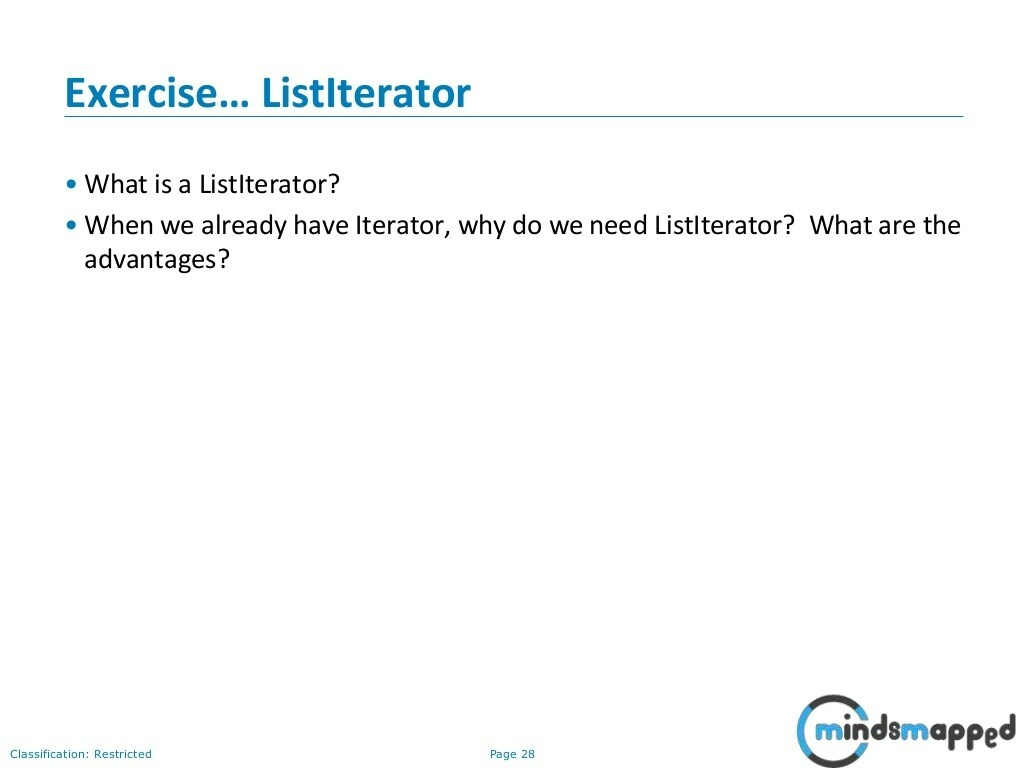 Exercise… ListIterator
• What is a ListIterator?
• When we already have Iterator, why do we need ListIterator?  What are the
advantages?
mindsmapped
Classification: Restricted
Page 28